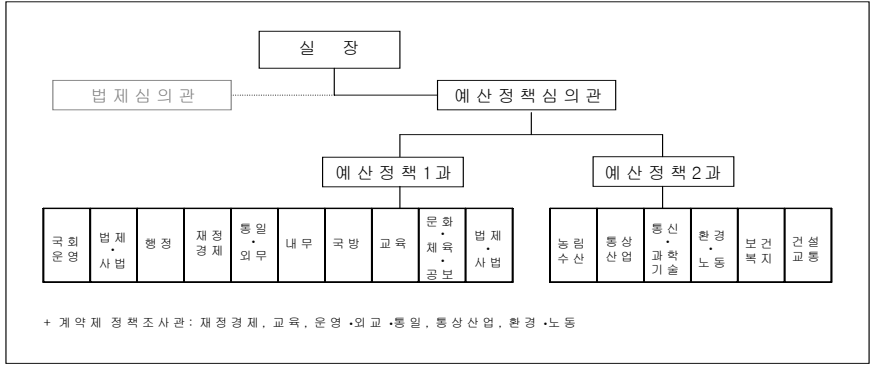 실 장
법제심의관
예산정책심의관
예산정책1과
예산정책2과
국회
운영
법제
•
사법
행정
재정
경제
통일
•
외무
내무
국방
교육
문화
•
체육
•
공보
법제
•
사법
농림
수산
통상
산업
통신
•
과학
기술
환경
•
노동
보건
복지
건설
교통
+ 계약제 정책조사관: 재정경제, 교육, 운영 •외교 •통일, 통상산업, 환경 •노동